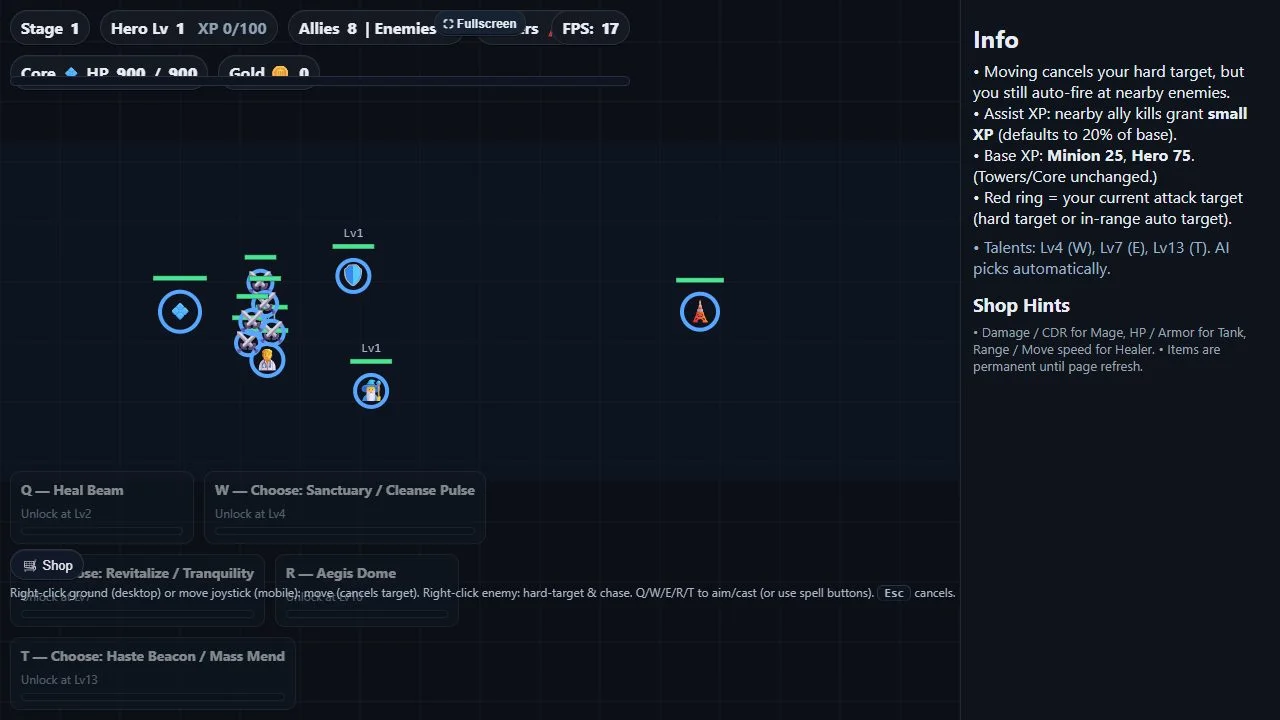 Stage 1
Hero Lv 1 XP 0/100
Allies 8 | Enemies
Fullscreen
FPS: 17
Core HP 900 / 900
Gold 0
Lv1
Lv1
Q — Heal Beam
Unlock at Lv2
W — Choose: Sanctuary / Cleanse Pulse
Unlock at Lv4
Shop
Revitalize / Tranquility
R — Aegis Dome
Right-click ground (desktop) or move joystick (mobile): move (cancels target). Right-click enemy: hard-target & chase. Q/W/E/R/T to aim/cast (or use spell buttons). Esc cancels.
T — Choose: Haste Beacon / Mass Mend
Unlock at Lv13
Info
• Moving cancels your hard target, but
you still auto-fire at nearby enemies.
• Assist XP: nearby ally kills grant small
XP (defaults to 20% of base).
• Base XP: Minion 25, Hero 75.
(Towers/Core unchanged.)
• Red ring = your current attack target
(hard target or in-range auto target).
• Talents: Lv4 (W), Lv7 (E), Lv13 (T). AI
picks automatically.
Shop Hints
• Damage / CDR for Mage, HP / Armor for Tank,
Range / Move speed for Healer. • Items are
permanent until page refresh.